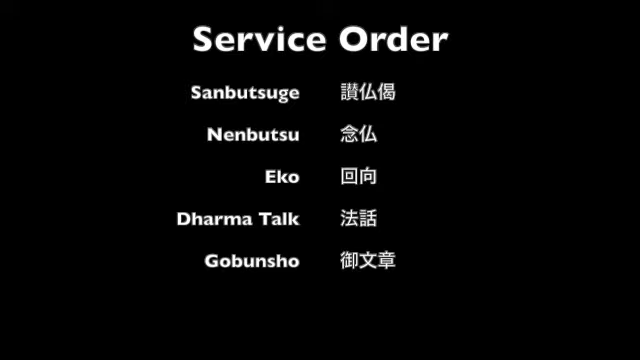 Service Order
Sanbutsuge 讃仏偈
Nenbutsu 念仏
Eko 回向
Dharma Talk 法話
Gobunsho 御文章